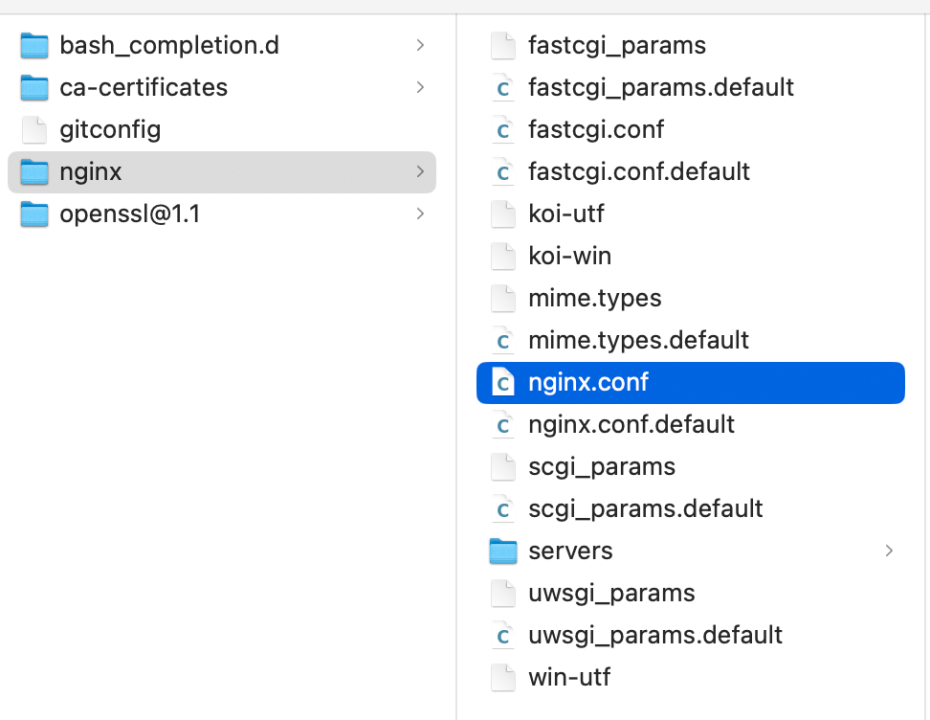 bash_completion.d
ca-certificates
gitconfig
nginx
openssl@1.1
fastcgi_params
fastcgi_params.default
fastcgi.conf
fastcgi.conf.default
koi-utf
koi-win
mime.types
mime.types.default
nginx.conf
nginx.conf.default
scgi_params
scgi_params.default
servers
uwsgi_params
uwsgi_params.default
win-utf